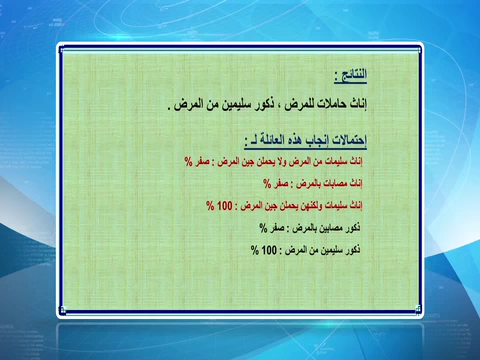 النتائج :
إناث حاملات للمرض ، ذكور سليمين من المرض .
إحتمالات إنجاب هذه العائلة لـ :
إناث سليمات من المرض ولا يحملن جين المرض : صفر %
إناث مصابات بالمرض : صفر %
إناث سليمات ولكنهن يحملن جين المرض : 100 %
ذكور مصابين بالمرض : صفر %
ذكور سليمين من المرض : 100 %